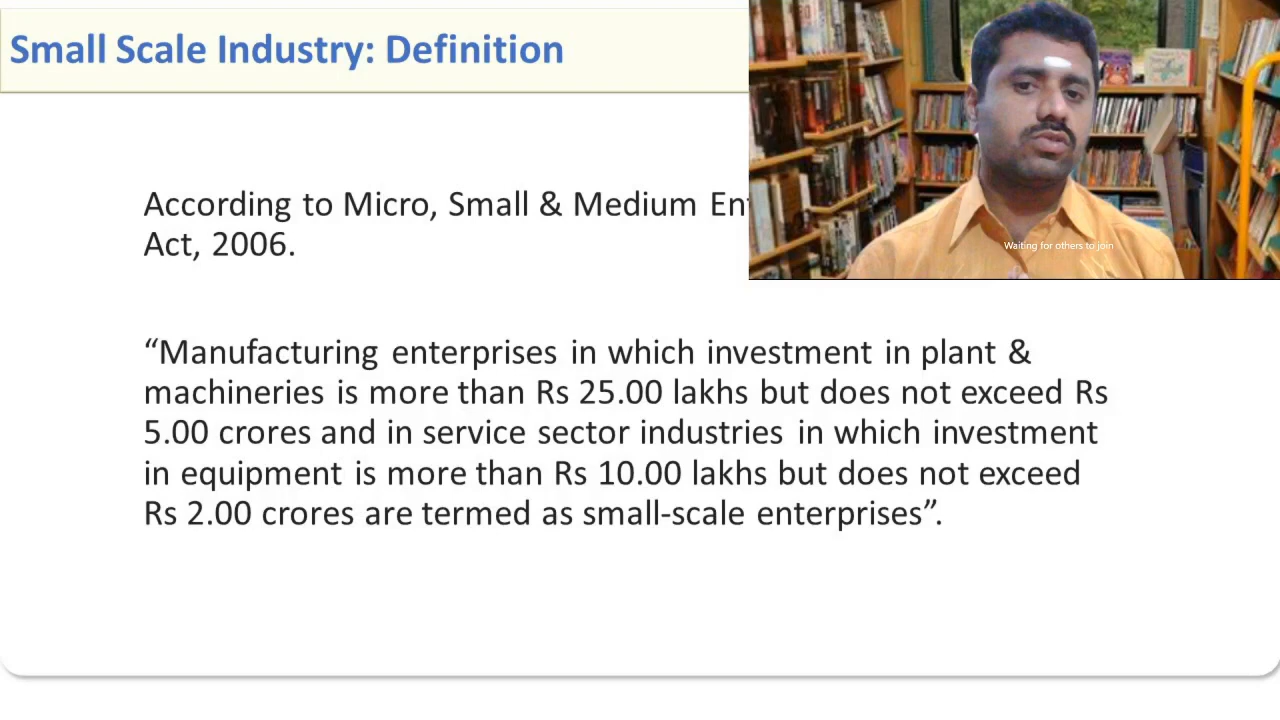 Small Scale Industry: Definition
According to Micro, Small & Medium
Act, 2006.
“Manufacturing enterprises in which investment in plant &
machineries is more than Rs 25.00 lakhs but does not exceed Rs
5.00 crores and in service sector industries in which investment
in equipment is more than Rs 10.00 lakhs but does not exceed
Rs 2.00 crores are termed as small-scale enterprises”.
Waiting for others to join